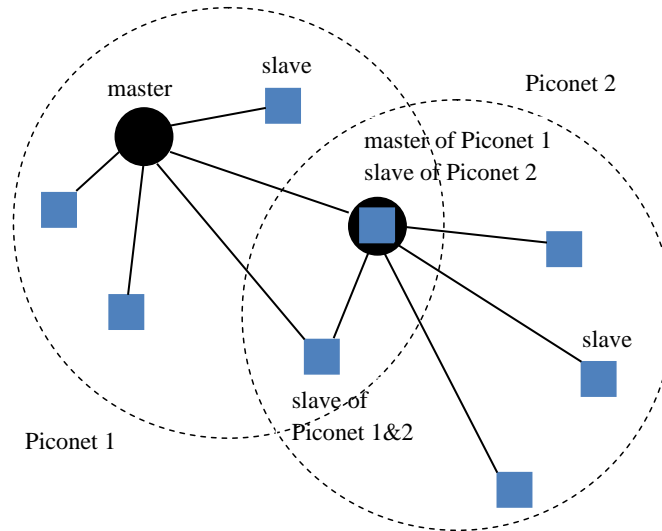 slave
master
Piconet 2
master of Piconet 1
slave of Piconet 2
slave
slave of
Piconet 1&2
Piconet 1